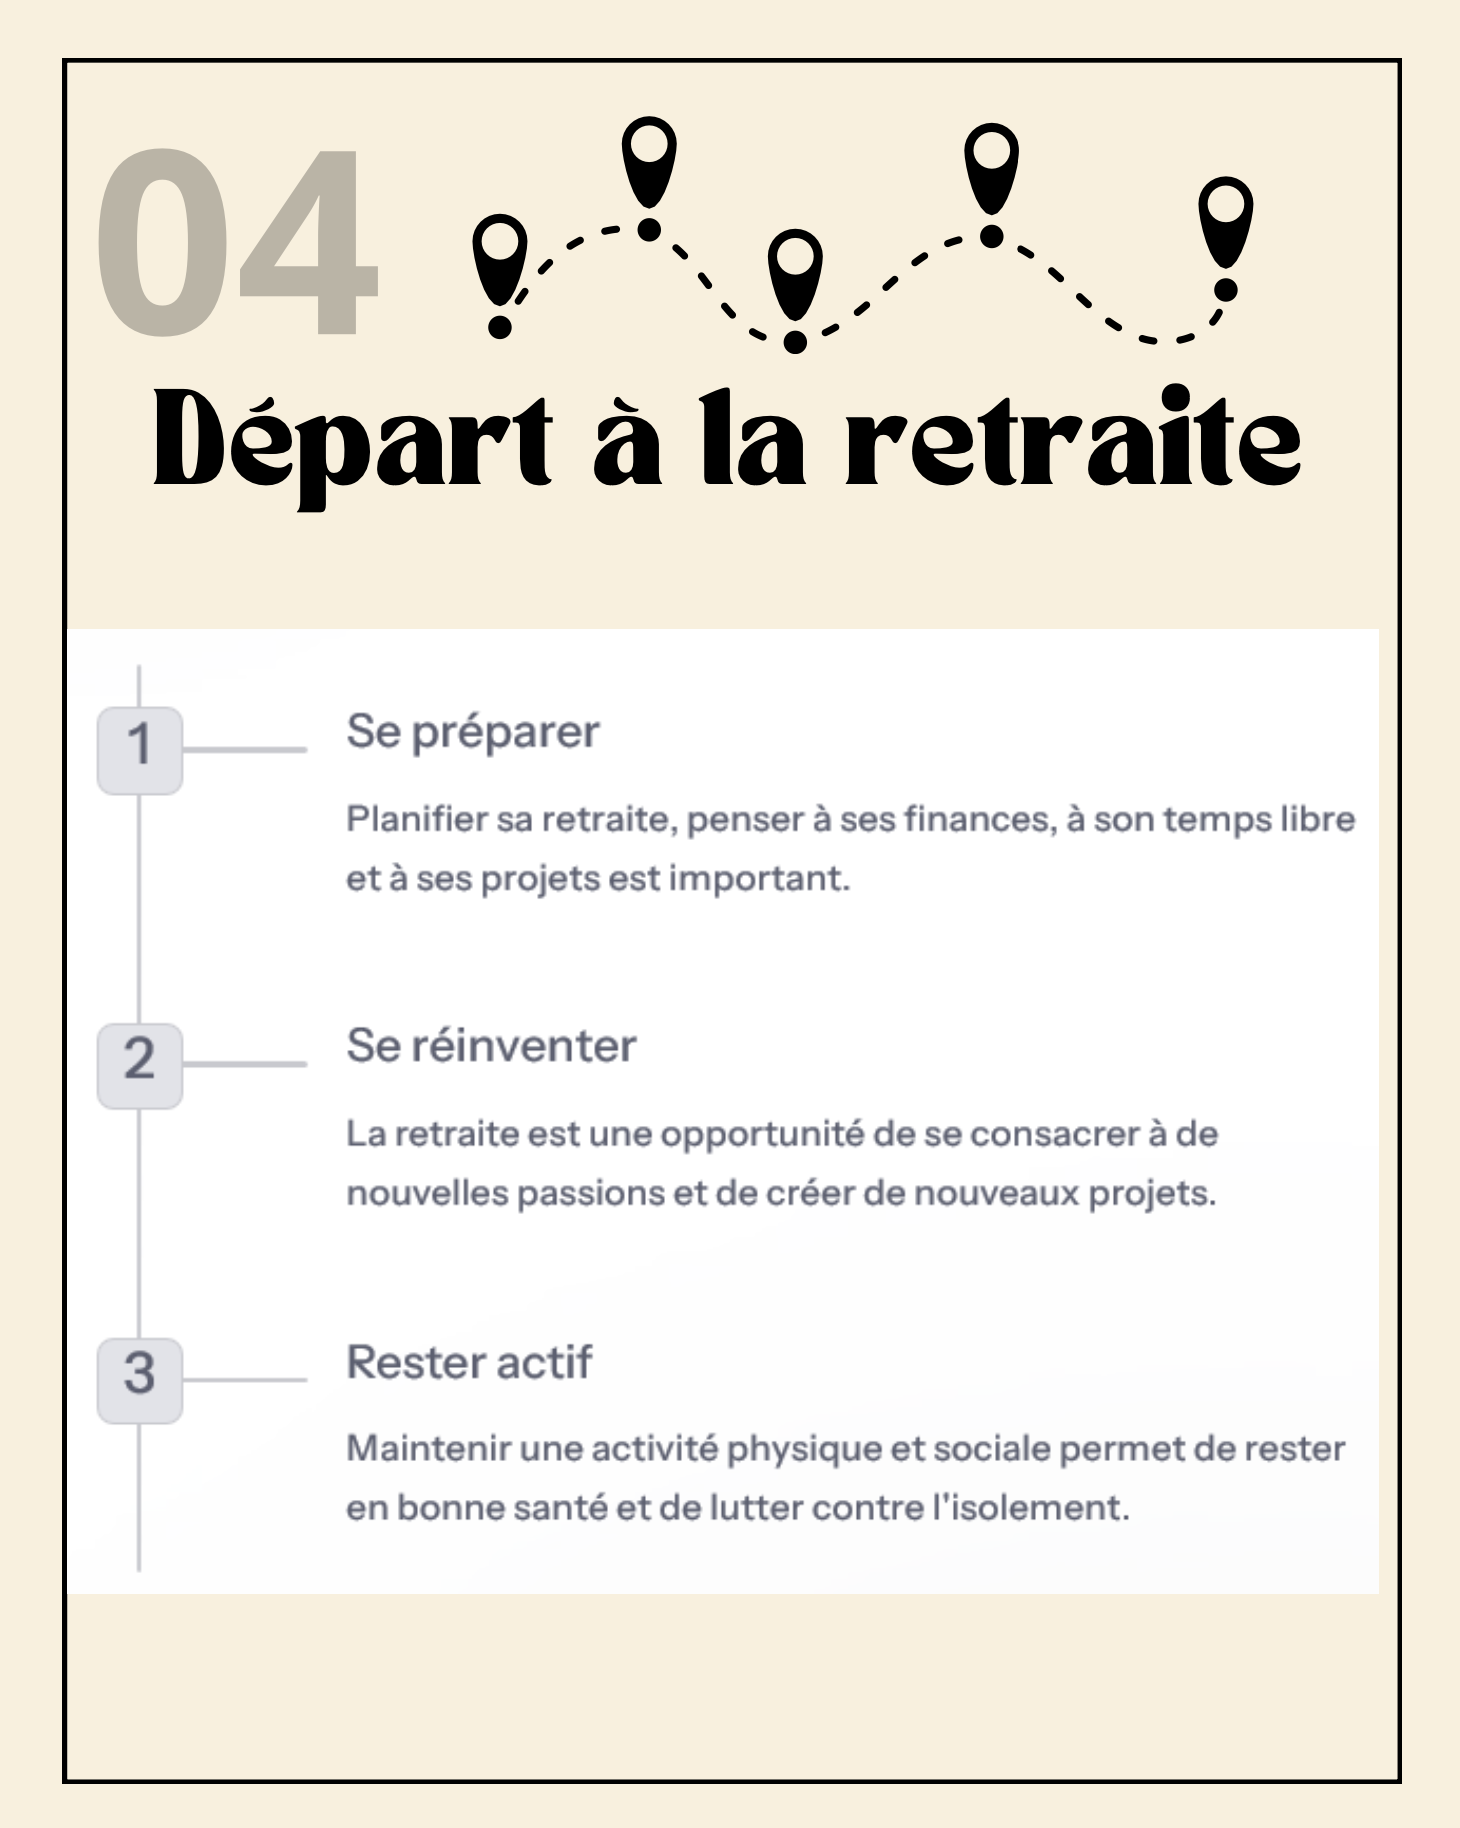 04
Départ à la retraite
1
Se préparer
Planifier sa retraite, penser à ses finances, à son temps libre
et à ses projets est important.
2
Se réinventer
La retraite est une opportunité de se consacrer à de
nouvelles passions et de créer de nouveaux projets.
3
Rester actif
Maintenir une activité physique et sociale permet de rester
en bonne santé et de lutter contre l'isolement.